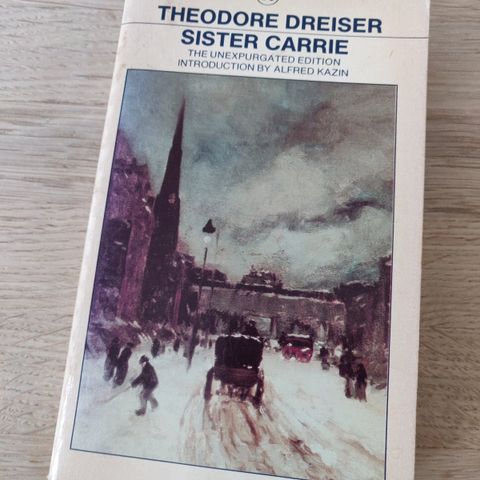 THEODORE DREISER
SISTER CARRIE
THE UNEXPURGATED EDITION
INTRODUCTION BY ALFRED KAZIN